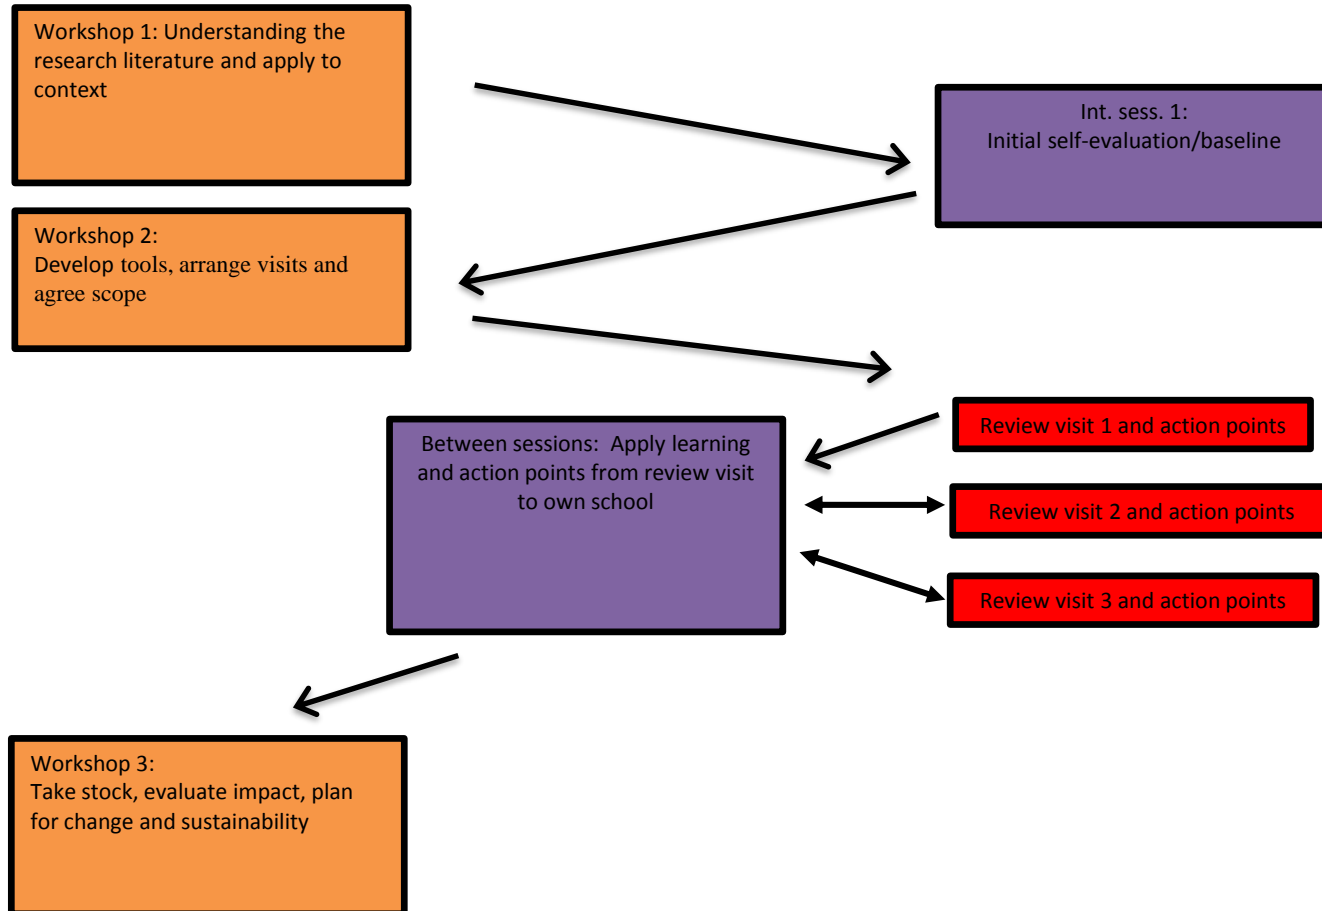 Workshop 1: Understanding the
research literature and apply to
context
Int. sess. 1:
Initial self-evaluation/baseline
Workshop 2:
Develop tools, arrange visits and
agree scope
Review visit 1 and action points
Between sessions:  Apply learning
and action points from review visit
to own school
Review visit 2 and action points
Review visit 3 and action points
Workshop 3:
Take stock, evaluate impact, plan
for change and sustainability